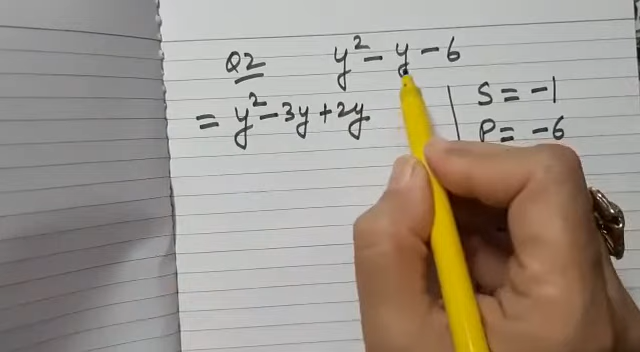 Q2 y² - y - 6
= y² - 3y + 2y
S = -1
P = -6